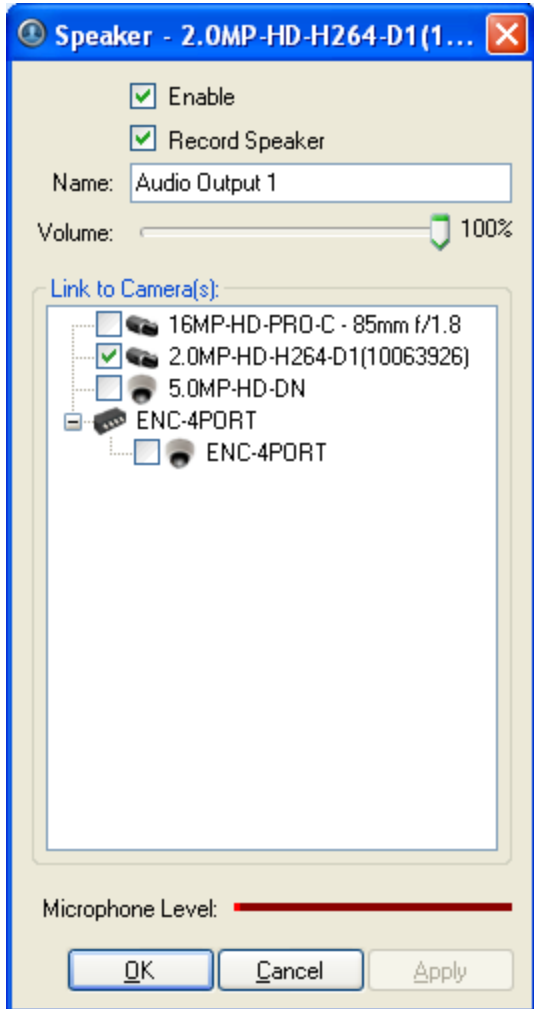 Speaker - 2.0MP-HD-H264-D1(1...
Enable
Record Speaker
Name: Audio Output 1
Volume: 100%
Link to Camera(s):
16MP-HD-PRO-C - 85mm f/1.8
2.0MP-HD-H264-D1(10063926)
5.0MP-HD-DN
ENC-4PORT
ENC-4PORT
Microphone Level:
OK Cancel Apply